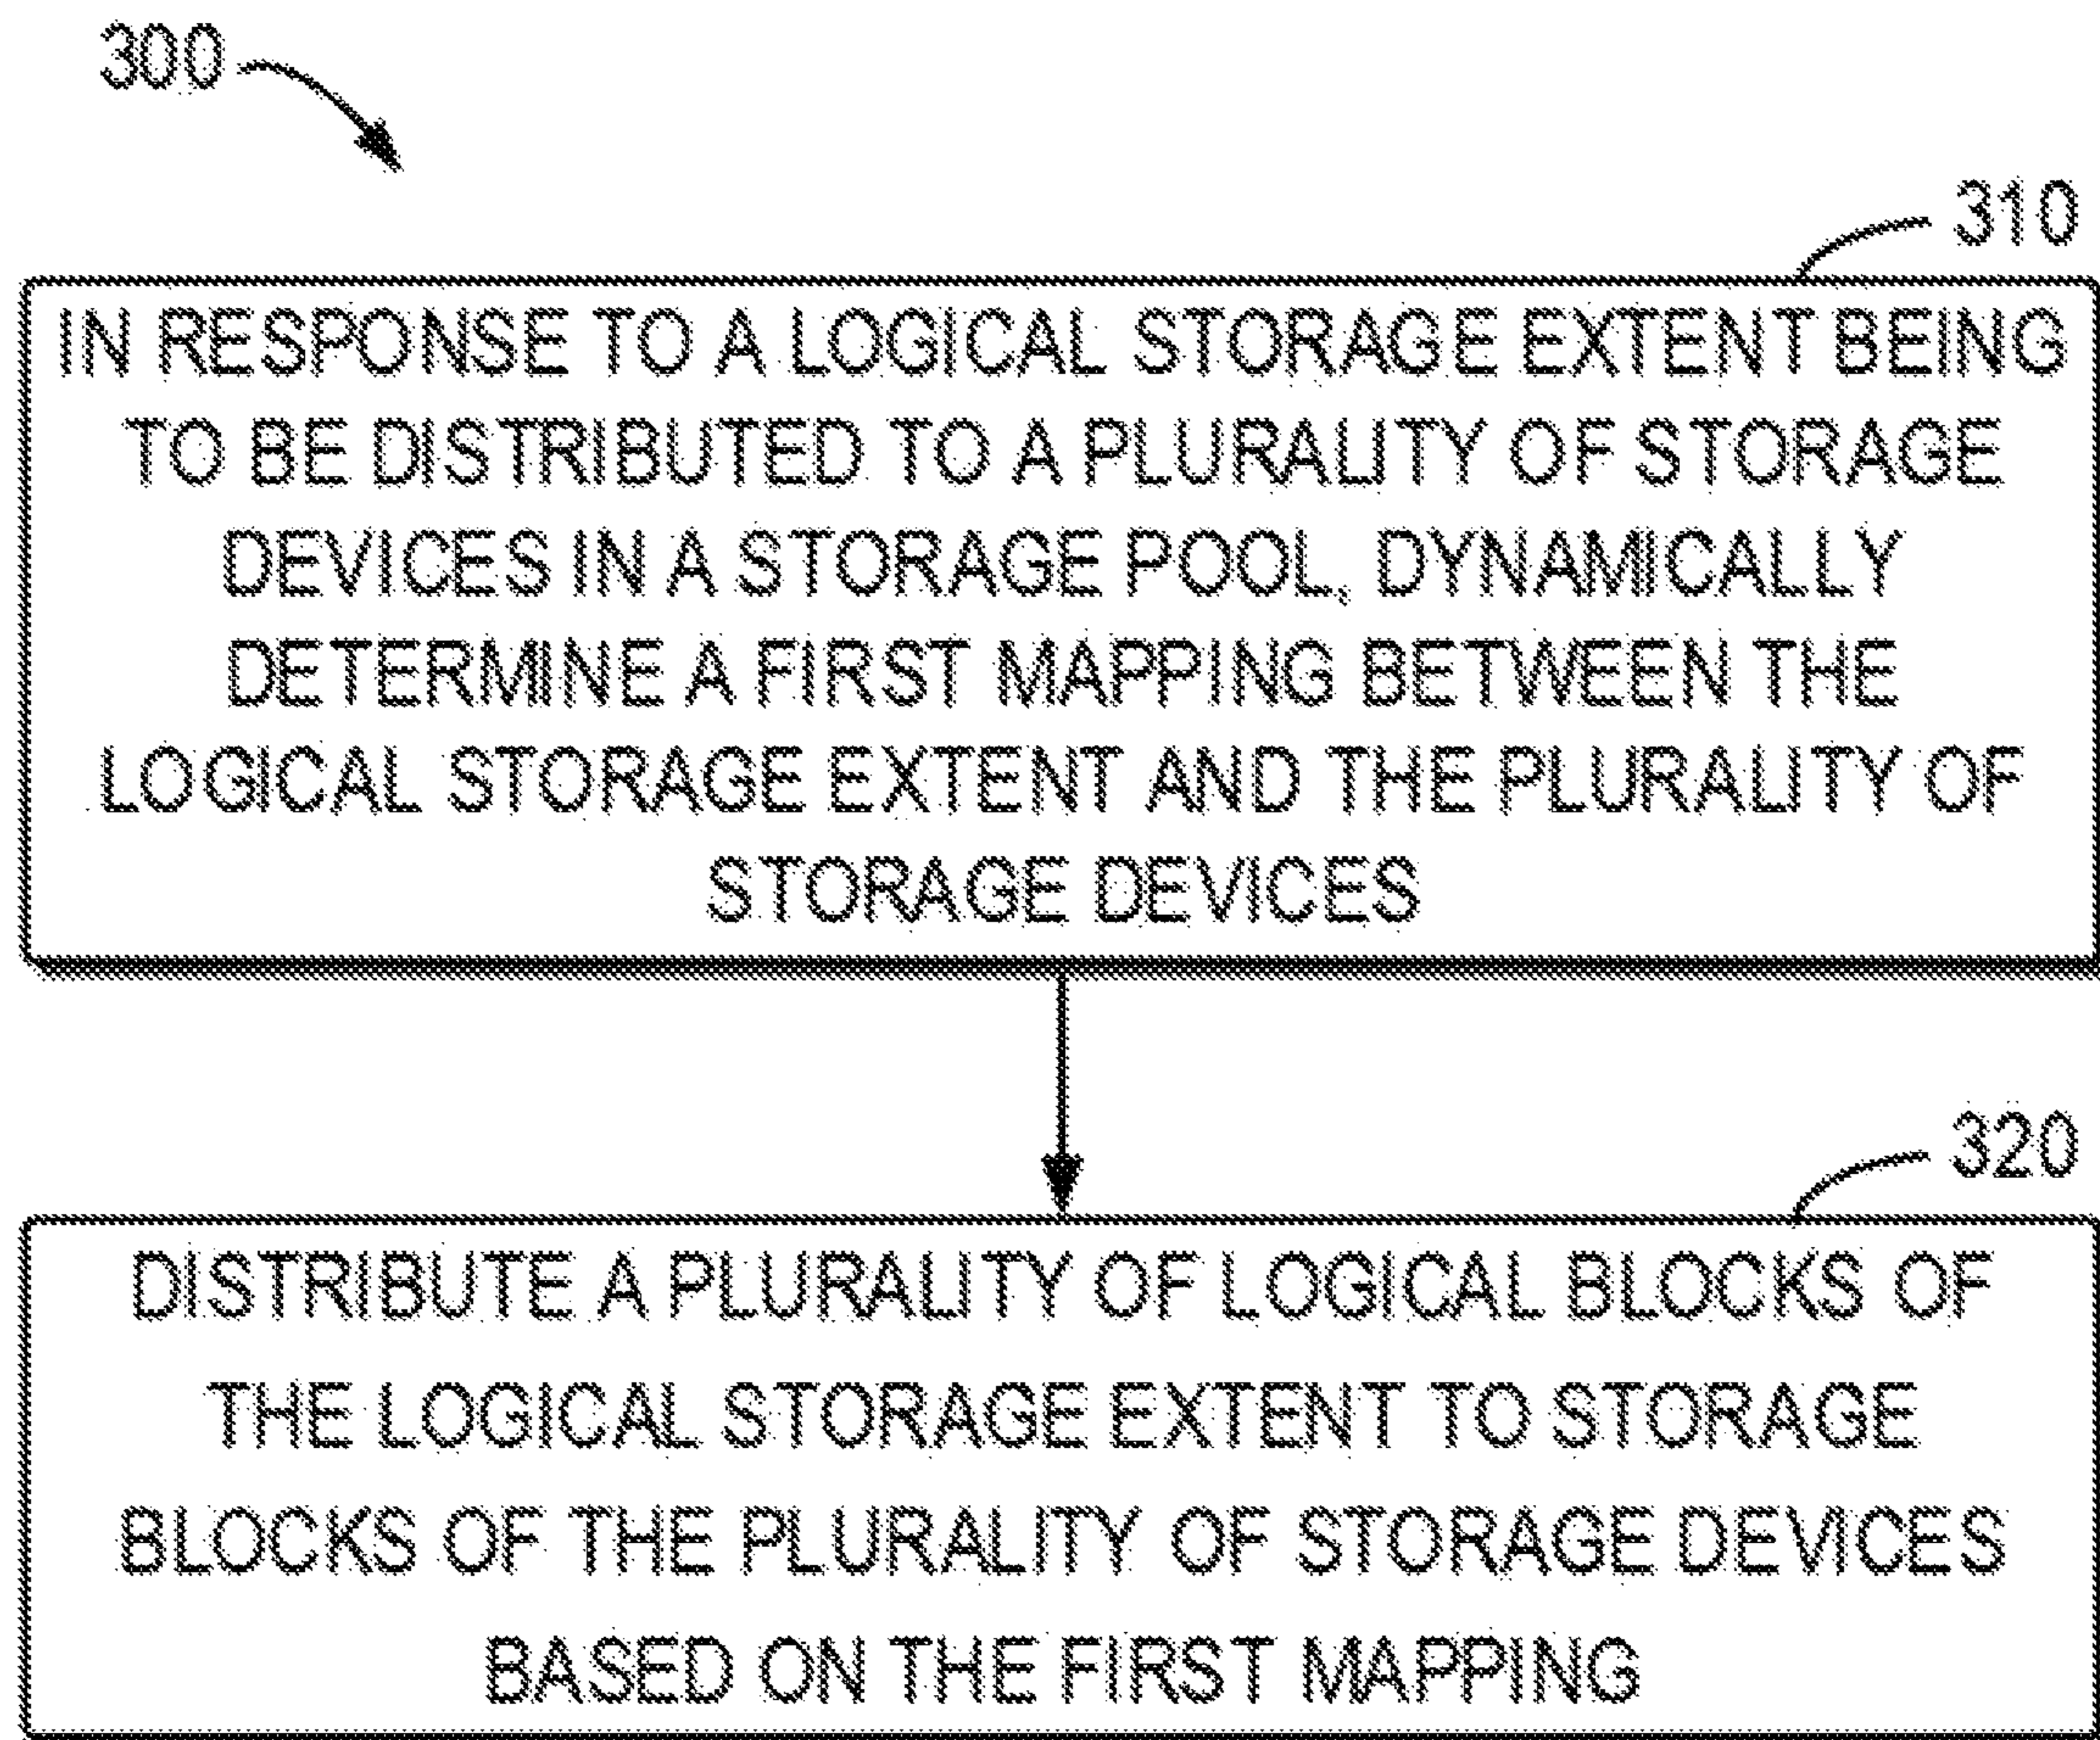 300
310
IN RESPONSE TO A LOGICAL STORAGE EXTENT BEING
TO BE DISTRIBUTED TO A PLURALITY OF STORAGE
DEVICES IN A STORAGE POOL, DYNAMICALLY
DETERMINE A FIRST MAPPING BETWEEN THE
LOGICAL STORAGE EXTENT AND THE PLURALITY OF
STORAGE DEVICES
320
DISTRIBUTE A PLURALITY OF LOGICAL BLOCKS OF
THE LOGICAL STORAGE EXTENT TO STORAGE
BLOCKS OF THE PLURALITY OF STORAGE DEVICES
BASED ON THE FIRST MAPPING